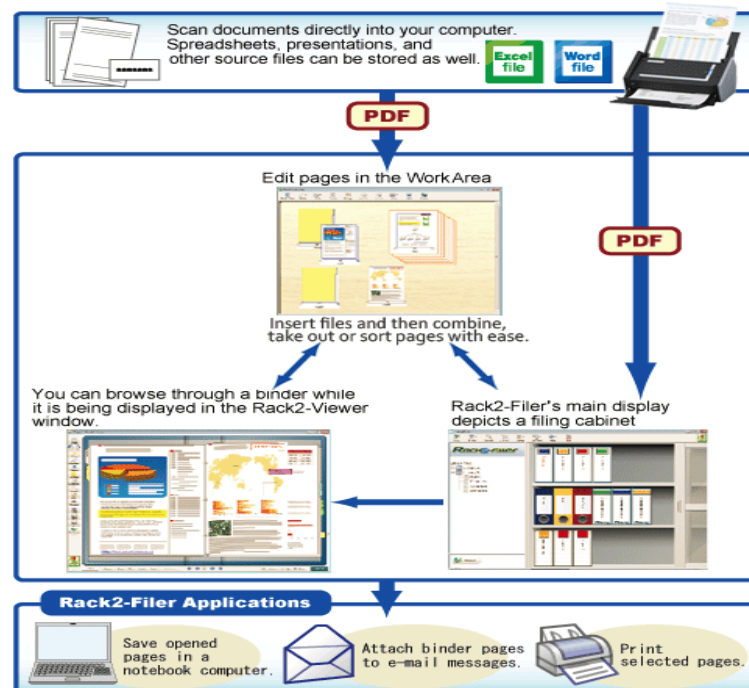 Scan documents directly into your computer.
Spreadsheets, presentations, and
other source files can be stored as well.
Excel
file
Word
file
PDF
PDF
Edit pages in the WorkArea
Insert files and then combine,
take out or sort pages with ease.
You can browse through a binder while
it is being displayed in the Rack2-Viewer
window.
Rack2-Filer's main display
depicts a filing cabinet
Rack2-Filer
Rack2-Filer Applications
Save opened
pages in a
notebook computer.
Attach binder pages
to e-mail messages.
Print
selected pages.